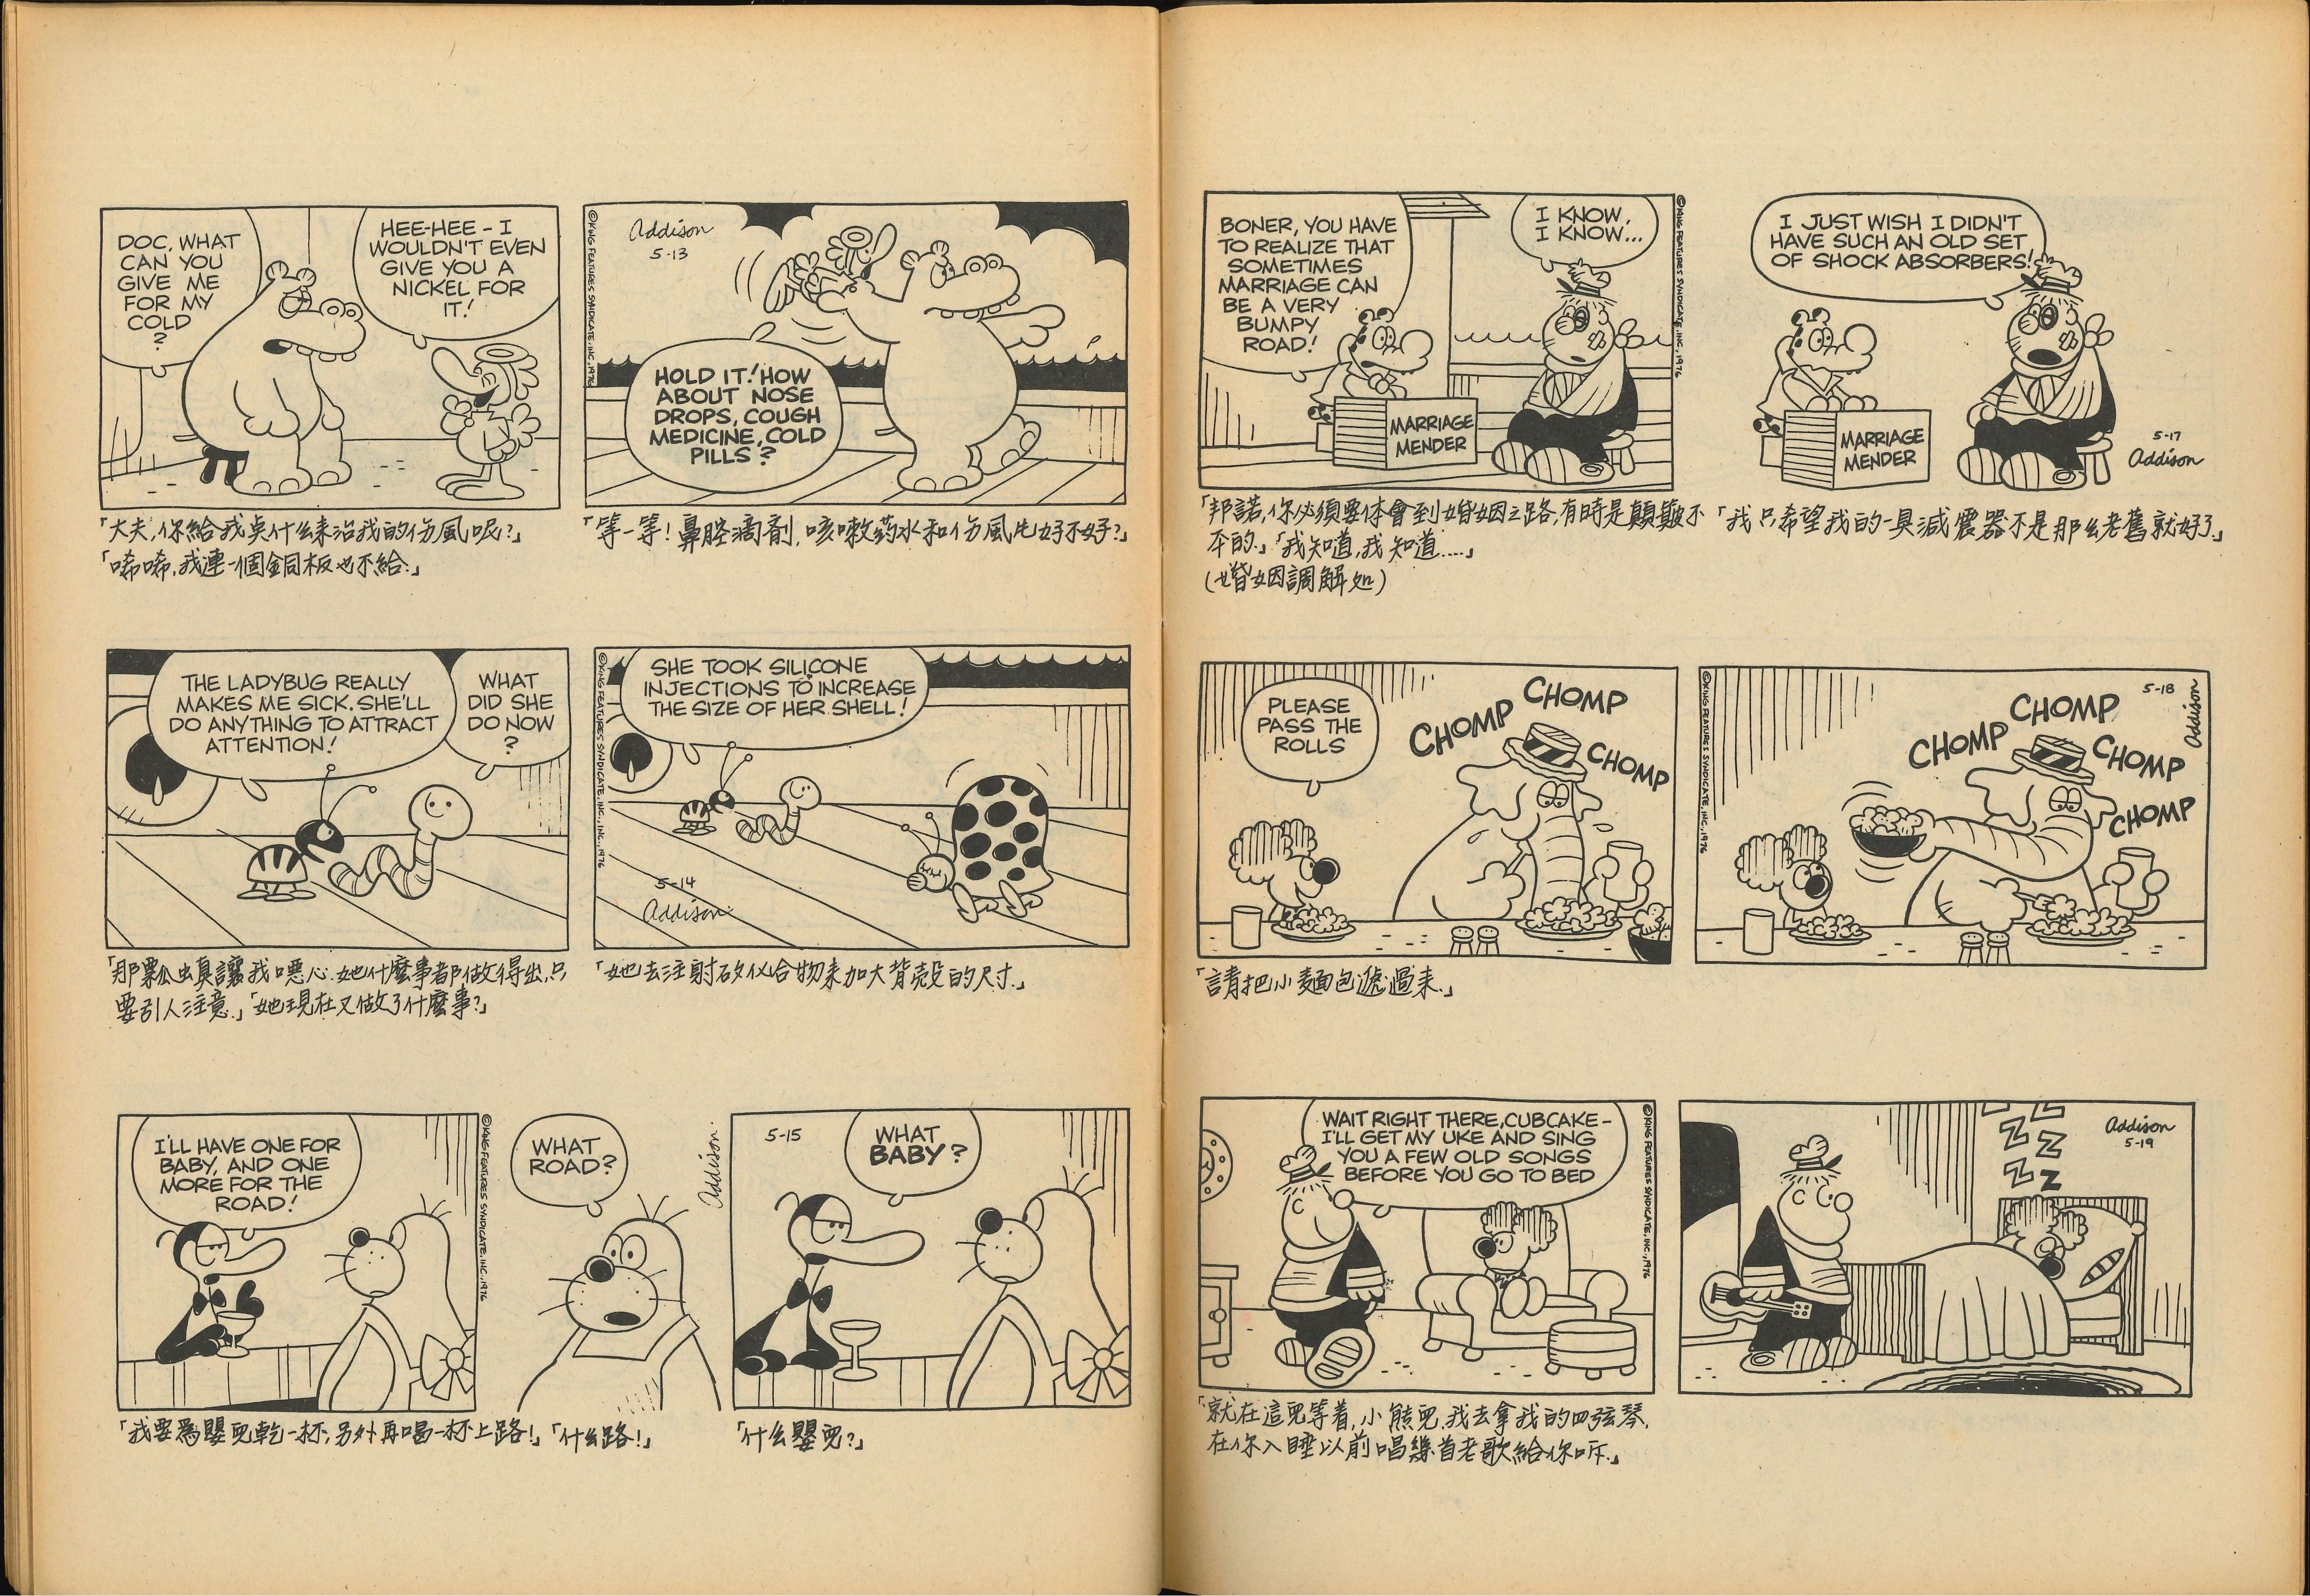 DOC, WHAT
CAN YOU
GIVE ME
FOR MY
COLD
?
HEE-HEE - I
WOULDN'T EVEN
GIVE YOU A
NICKEL FOR
IT!
©KING FEATURES SYNDICATE, INC., 1976
Addison
5-13
HOLD IT! HOW
ABOUT NOSE
DROPS, COUGH
MEDICINE, COLD
PILLS?
「大夫,你給我奌什么来治我的伤風呢?」
「唏唏,我連一個銅板也不給.」
「等一等!鼻腔滴剤,咳嗽药水和伤風片好不好?」
THE LADYBUG REALLY
MAKES ME SICK. SHE'LL
DO ANYTHING TO ATTRACT
ATTENTION!
WHAT
DID SHE
DO NOW
?
©KING FEATURES SYNDICATE, INC., INC., 1976
SHE TOOK SILICONE
INJECTIONS TO INCREASE
THE SIZE OF HER SHELL!
5-14
Addison
「那瓢虫真讓我噁心.她什麼事都做得出,只
要引人注意.」「她現在又做了什麼事?」
「她去注射矽化合物来加大背殼的尺寸.」
I'LL HAVE ONE FOR
BABY, AND ONE
MORE FOR THE
ROAD!
©KING FEATURES SYNDICATE, INC., 1976
WHAT
ROAD?
Addison
5-15
WHAT
BABY?
「我要為嬰兒乾一杯,另外再喝一杯上路!」「什么路!」
「什么嬰兒?」
BONER, YOU HAVE
TO REALIZE THAT
SOMETIMES
MARRIAGE CAN
BE A VERY
BUMPY
ROAD!
I KNOW,
I KNOW...
MARRIAGE
MENDER
©KING FEATURES SYNDICATE, INC., 1976
I JUST WISH I DIDN'T
HAVE SUCH AN OLD SET
OF SHOCK ABSORBERS!
MARRIAGE
MENDER
5-17
Addison
「邦諾,你必須要体會到婚姻之路,有時是顛簸不
平的.」「我知道,我知道....」
(婚姻調解処)
「我只希望我的一具減震器不是那么老舊就好了.」
PLEASE
PASS THE
ROLLS
CHOMP
CHOMP
CHOMP
©KING FEATURES SYNDICATE, INC., 1976
5-18
Addison
CHOMP
CHOMP
CHOMP
CHOMP
「請把小麵包遞過来.」
WAIT RIGHT THERE, CUBCAKE -
I'LL GET MY UKE AND SING
YOU A FEW OLD SONGS
BEFORE YOU GO TO BED
©KING FEATURES SYNDICATE, INC., 1976
Z Z
Z Z
Z Z
Addison
5-19
「就在這兒等着,小熊兒,我去拿我的四弦琴,
在你入睡以前唱幾首老歌給你听.」